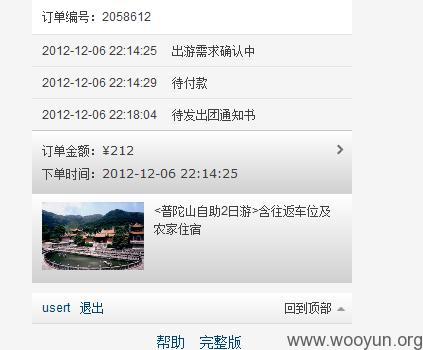 订单编号：2058612
2012-12-06 22:14:25 出游需求确认中
2012-12-06 22:14:29 待付款
2012-12-06 22:18:04 待发出团通知书
订单金额：¥212
下单时间：2012-12-06 22:14:25
<普陀山自助2日游>含往返车位及
农家住宿
usert 退出 回到顶部
帮助 完整版
www.wooyun.org